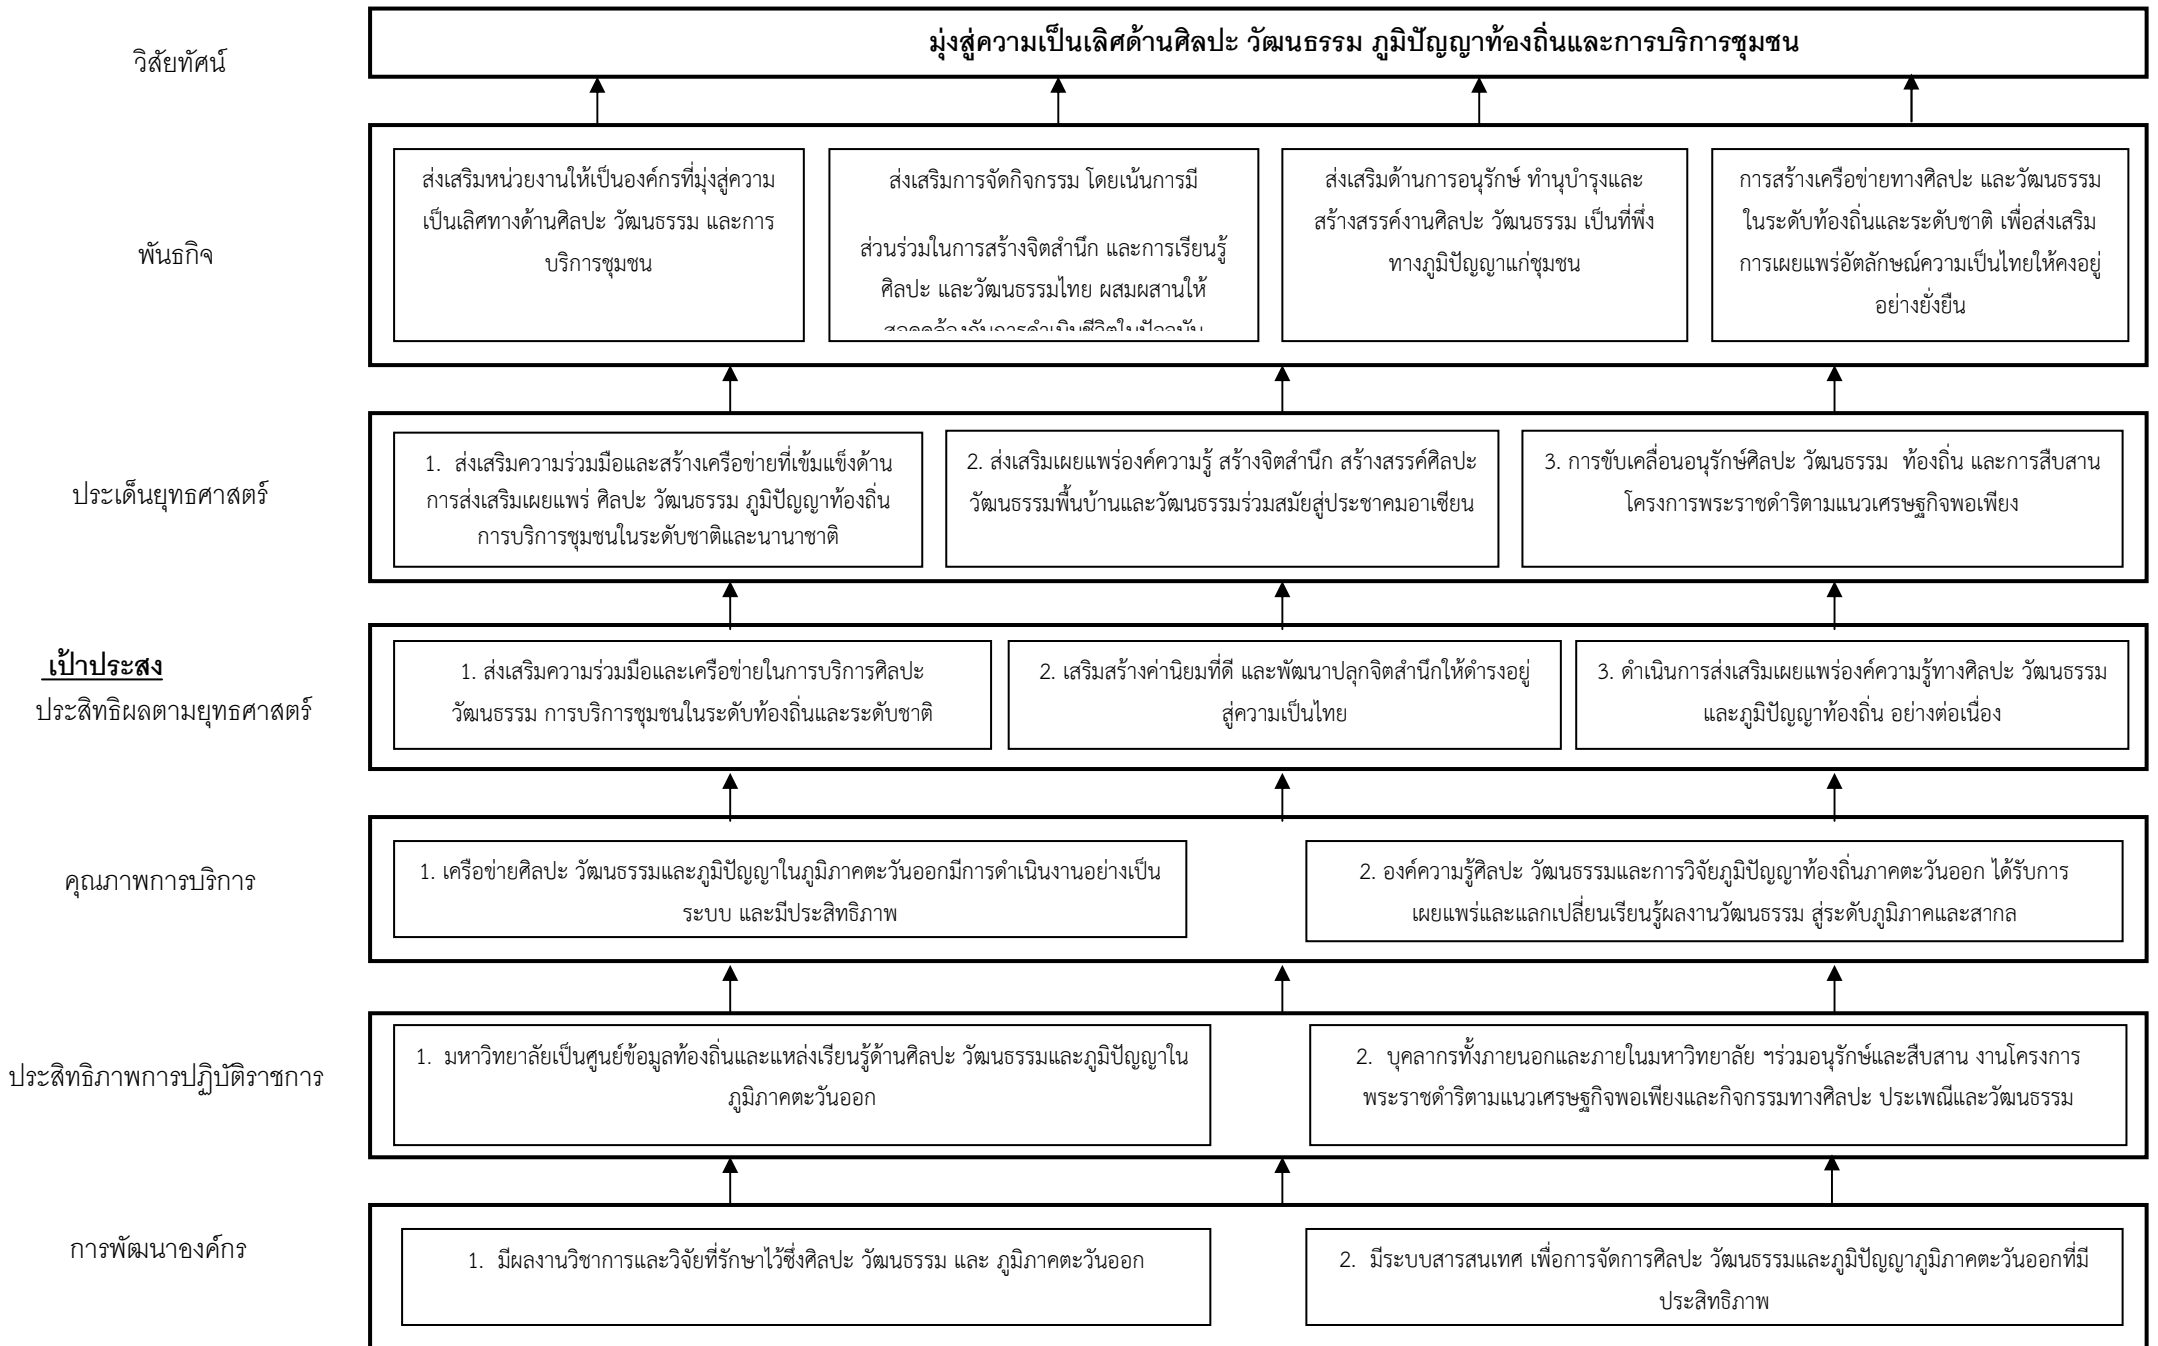 วิสัยทัศน์
มุ่งสู่ความเป็นเลิศด้านศิลปะ วัฒนธรรม ภูมิปัญญาท้องถิ่นและการบริการชุมชน
พันธกิจ
ส่งเสริมหน่วยงานให้เป็นองค์กรที่มุ่งสู่ความ
เป็นเลิศทางด้านศิลปะ วัฒนธรรม และการ
บริการชุมชน
ส่งเสริมการจัดกิจกรรม โดยเน้นการมี
ส่วนร่วมในการสร้างจิตสำนึก และการเรียนรู้
ศิลปะ และวัฒนธรรมไทย ผสมผสานให้
สอดคล้องกับการดำเนินชีวิตในปัจจุบัน
ส่งเสริมด้านการอนุรักษ์ ทำนุบำรุงและ
สร้างสรรค์งานศิลปะ วัฒนธรรม เป็นที่พึ่ง
ทางภูมิปัญญาแก่ชุมชน
การสร้างเครือข่ายทางศิลปะ และวัฒนธรรม
ในระดับท้องถิ่นและระดับชาติ เพื่อส่งเสริม
การเผยแพร่อัตลักษณ์ความเป็นไทยให้คงอยู่
อย่างยั่งยืน
ประเด็นยุทธศาสตร์
1. ส่งเสริมความร่วมมือและสร้างเครือข่ายที่เข้มแข็งด้าน
การส่งเสริมเผยแพร่ ศิลปะ วัฒนธรรม ภูมิปัญญาท้องถิ่น
การบริการชุมชนในระดับชาติและนานาชาติ
2. ส่งเสริมเผยแพร่องค์ความรู้ สร้างจิตสำนึก สร้างสรรค์ศิลปะ
วัฒนธรรมพื้นบ้านและวัฒนธรรมร่วมสมัยสู่ประชาคมอาเซียน
3. การขับเคลื่อนอนุรักษ์ศิลปะ วัฒนธรรม ท้องถิ่น และการสืบสาน
โครงการพระราชดำริตามแนวเศรษฐกิจพอเพียง
เป้าประสง
ประสิทธิผลตามยุทธศาสตร์
1. ส่งเสริมความร่วมมือและเครือข่ายในการบริการศิลปะ
วัฒนธรรม การบริการชุมชนในระดับท้องถิ่นและระดับชาติ
2. เสริมสร้างค่านิยมที่ดี และพัฒนาปลุกจิตสำนึกให้ดำรงอยู่
สู่ความเป็นไทย
3. ดำเนินการส่งเสริมเผยแพร่องค์ความรู้ทางศิลปะ วัฒนธรรม
และภูมิปัญญาท้องถิ่น อย่างต่อเนื่อง
คุณภาพการบริการ
1. เครือข่ายศิลปะ วัฒนธรรมและภูมิปัญญาในภูมิภาคตะวันออกมีการดำเนินงานอย่างเป็น
ระบบ และมีประสิทธิภาพ
2. องค์ความรู้ศิลปะ วัฒนธรรมและการวิจัยภูมิปัญญาท้องถิ่นภาคตะวันออก ได้รับการ
เผยแพร่และแลกเปลี่ยนเรียนรู้ผลงานวัฒนธรรม สู่ระดับภูมิภาคและสากล
ประสิทธิภาพการปฏิบัติราชการ
1. มหาวิทยาลัยเป็นศูนย์ข้อมูลท้องถิ่นและแหล่งเรียนรู้ด้านศิลปะ วัฒนธรรมและภูมิปัญญาใน
ภูมิภาคตะวันออก
2. บุคลากรทั้งภายนอกและภายในมหาวิทยาลัย ฯร่วมอนุรักษ์และสืบสาน งานโครงการ
พระราชดำริตามแนวเศรษฐกิจพอเพียงและกิจกรรมทางศิลปะ ประเพณีและวัฒนธรรม
การพัฒนาองค์กร
1. มีผลงานวิชาการและวิจัยที่รักษาไว้ซึ่งศิลปะ วัฒนธรรม และ ภูมิภาคตะวันออก
2. มีระบบสารสนเทศ เพื่อการจัดการศิลปะ วัฒนธรรมและภูมิปัญญาภูมิภาคตะวันออกที่มี
ประสิทธิภาพ